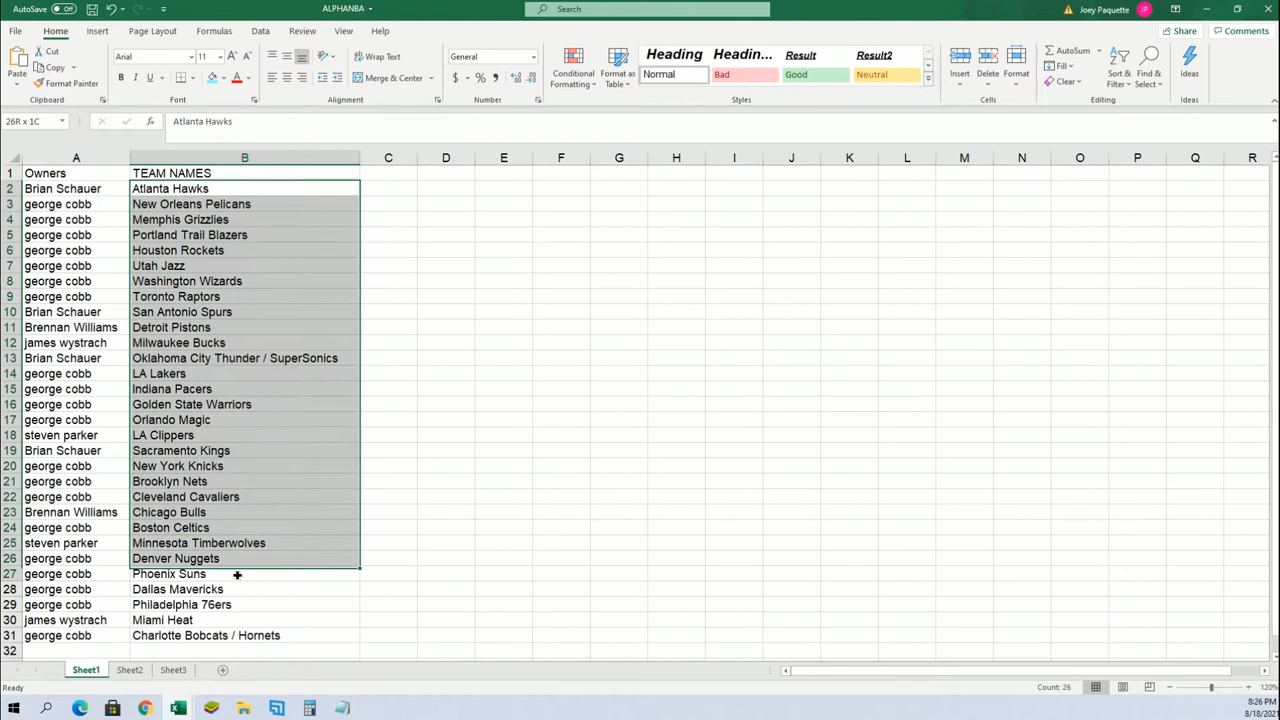 AutoSave Off ALPHANBA Search Joey Paquette JP
File Home Insert Page Layout Formulas Data Review View Help Share Comments
Paste Cut Copy Format Painter Clipboard
Arial 11 A A B I U A Font
Wrap Text Merge & Center Alignment
General $ % , Number
Conditional Formatting Format as Table
Heading Headin... Result Result2
Normal Bad Good Neutral Styles
Insert Delete Format Cells
AutoSum Fill Clear Sort & Filter Find & Select Editing
Ideas Ideas
26R x 1C fx Atlanta Hawks
A B C D E F G H I J K L M N O P Q R
1 Owners TEAM NAMES
2 Brian Schauer Atlanta Hawks
3 george cobb New Orleans Pelicans
4 george cobb Memphis Grizzlies
5 george cobb Portland Trail Blazers
6 george cobb Houston Rockets
7 george cobb Utah Jazz
8 george cobb Washington Wizards
9 george cobb Toronto Raptors
10 Brian Schauer San Antonio Spurs
11 Brennan Williams Detroit Pistons
12 james wystrach Milwaukee Bucks
13 Brian Schauer Oklahoma City Thunder / SuperSonics
14 george cobb LA Lakers
15 george cobb Indiana Pacers
16 george cobb Golden State Warriors
17 george cobb Orlando Magic
18 steven parker LA Clippers
19 Brian Schauer Sacramento Kings
20 george cobb New York Knicks
21 george cobb Brooklyn Nets
22 george cobb Cleveland Cavaliers
23 Brennan Williams Chicago Bulls
24 george cobb Boston Celtics
25 steven parker Minnesota Timberwolves
26 george cobb Denver Nuggets
27 george cobb Phoenix Suns
28 george cobb Dallas Mavericks
29 george cobb Philadelphia 76ers
30 james wystrach Miami Heat
31 george cobb Charlotte Bobcats / Hornets
32
Sheet1 Sheet2 Sheet3
Ready Count: 26 120%
8:26 PM